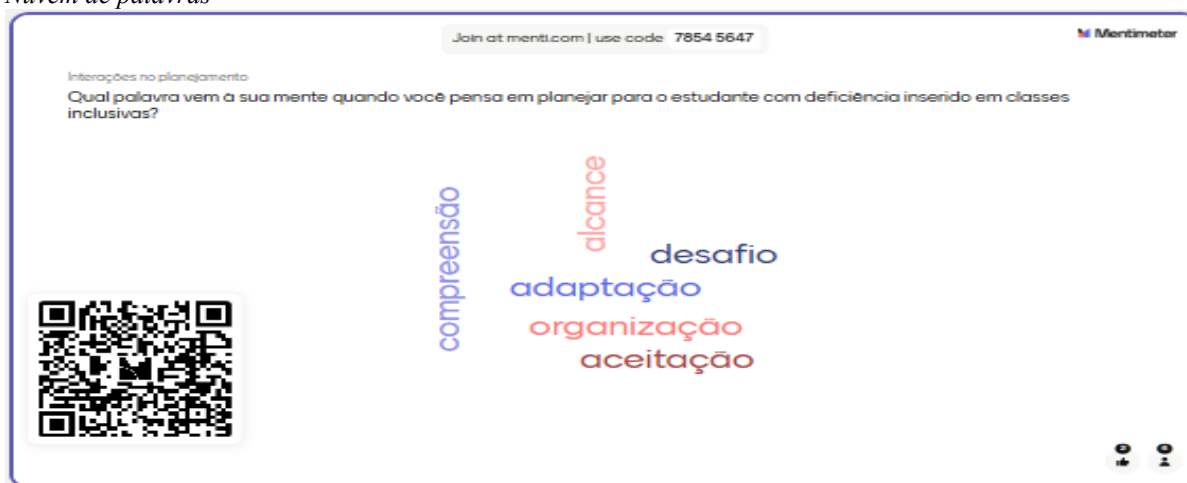 Nuvem de palavras
Join at menti.com | use code 7854 5647
Mentimeter
Interações no planejamento
Qual palavra vem à sua mente quando você pensa em planejar para o estudante com deficiência inserido em classes
inclusivas?
compreensão
alcance
desafio
adaptação
organização
aceitação